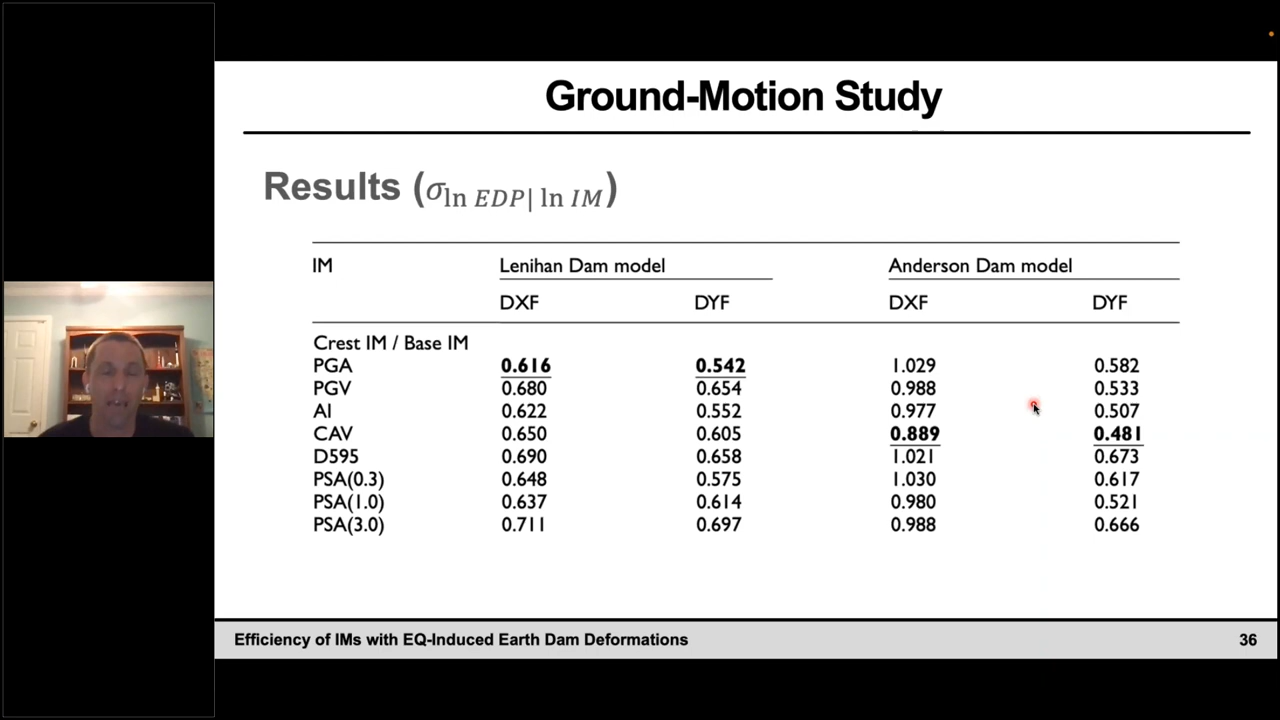 Ground-Motion Study
Results (σln EDP| ln IM)
IM Lenihan Dam model Anderson Dam model
DXF DYF DXF DYF
Crest IM / Base IM
PGA 0.616 0.542 1.029 0.582
PGV 0.680 0.654 0.988 0.533
AI 0.622 0.552 0.977 0.507
CAV 0.650 0.605 0.889 0.481
D595 0.690 0.658 1.021 0.673
PSA(0.3) 0.648 0.575 1.030 0.617
PSA(1.0) 0.637 0.614 0.980 0.521
PSA(3.0) 0.711 0.697 0.988 0.666
Efficiency of IMs with EQ-Induced Earth Dam Deformations 36